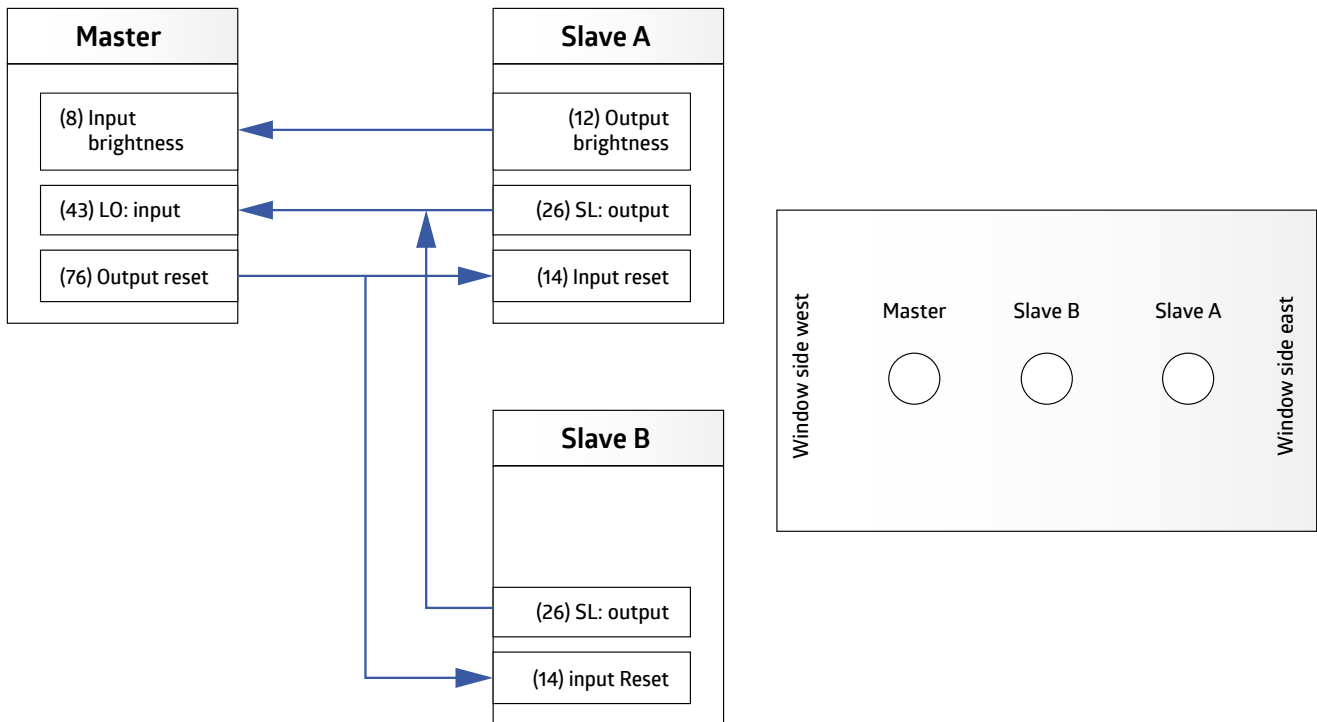 Master
(8) Input
brightness
(43) LO: input
(76) Output reset
Slave A
(12) Output
brightness
(26) SL: output
(14) Input reset
Slave B
(26) SL: output
(14) input Reset
Window side west
Master
Slave B
Slave A
Window side east